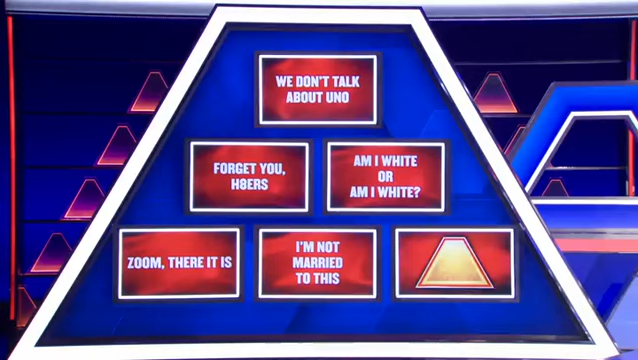 WE DON'T TALK
ABOUT UNO
FORGET YOU,
H8ERS
AM I WHITE
OR
AM I WHITE?
ZOOM, THERE IT IS
I'M NOT
MARRIED
TO THIS